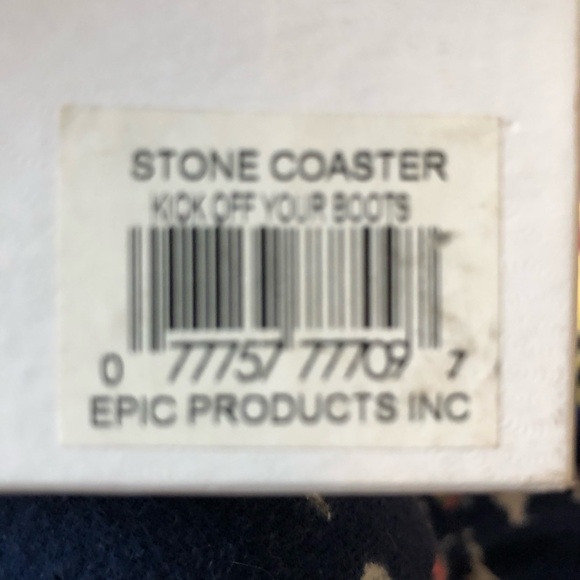 STONE COASTER
KICK OFF YOUR BOOTS
0 77757 77709 7
EPIC PRODUCTS INC